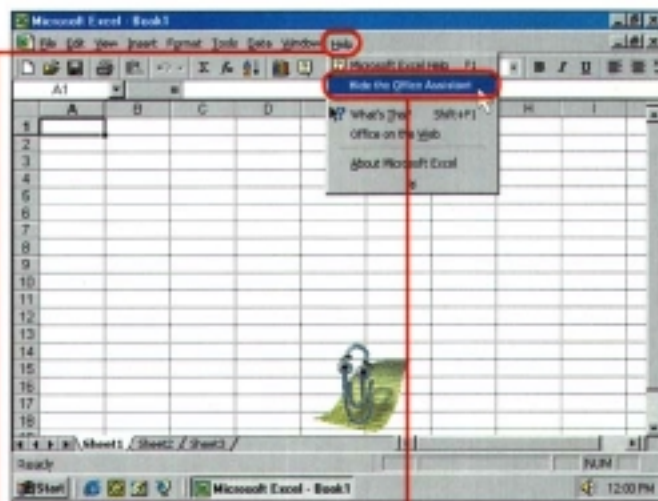 Microsoft Excel - Book1
File Edit View Insert Format Tools Data Window Help
Microsoft Excel Help F1
A1 =
Hide the Office Assistant
What's This? Shift+F1
Office on the Web
About Microsoft Excel
A B C D H I
1
2
3
4
5
6
7
8
9
10
11
12
13
14
15
16
17
18
Sheet1 Sheet2 Sheet3
Ready NUM
Start Microsoft Excel - Book1 12:00 PM